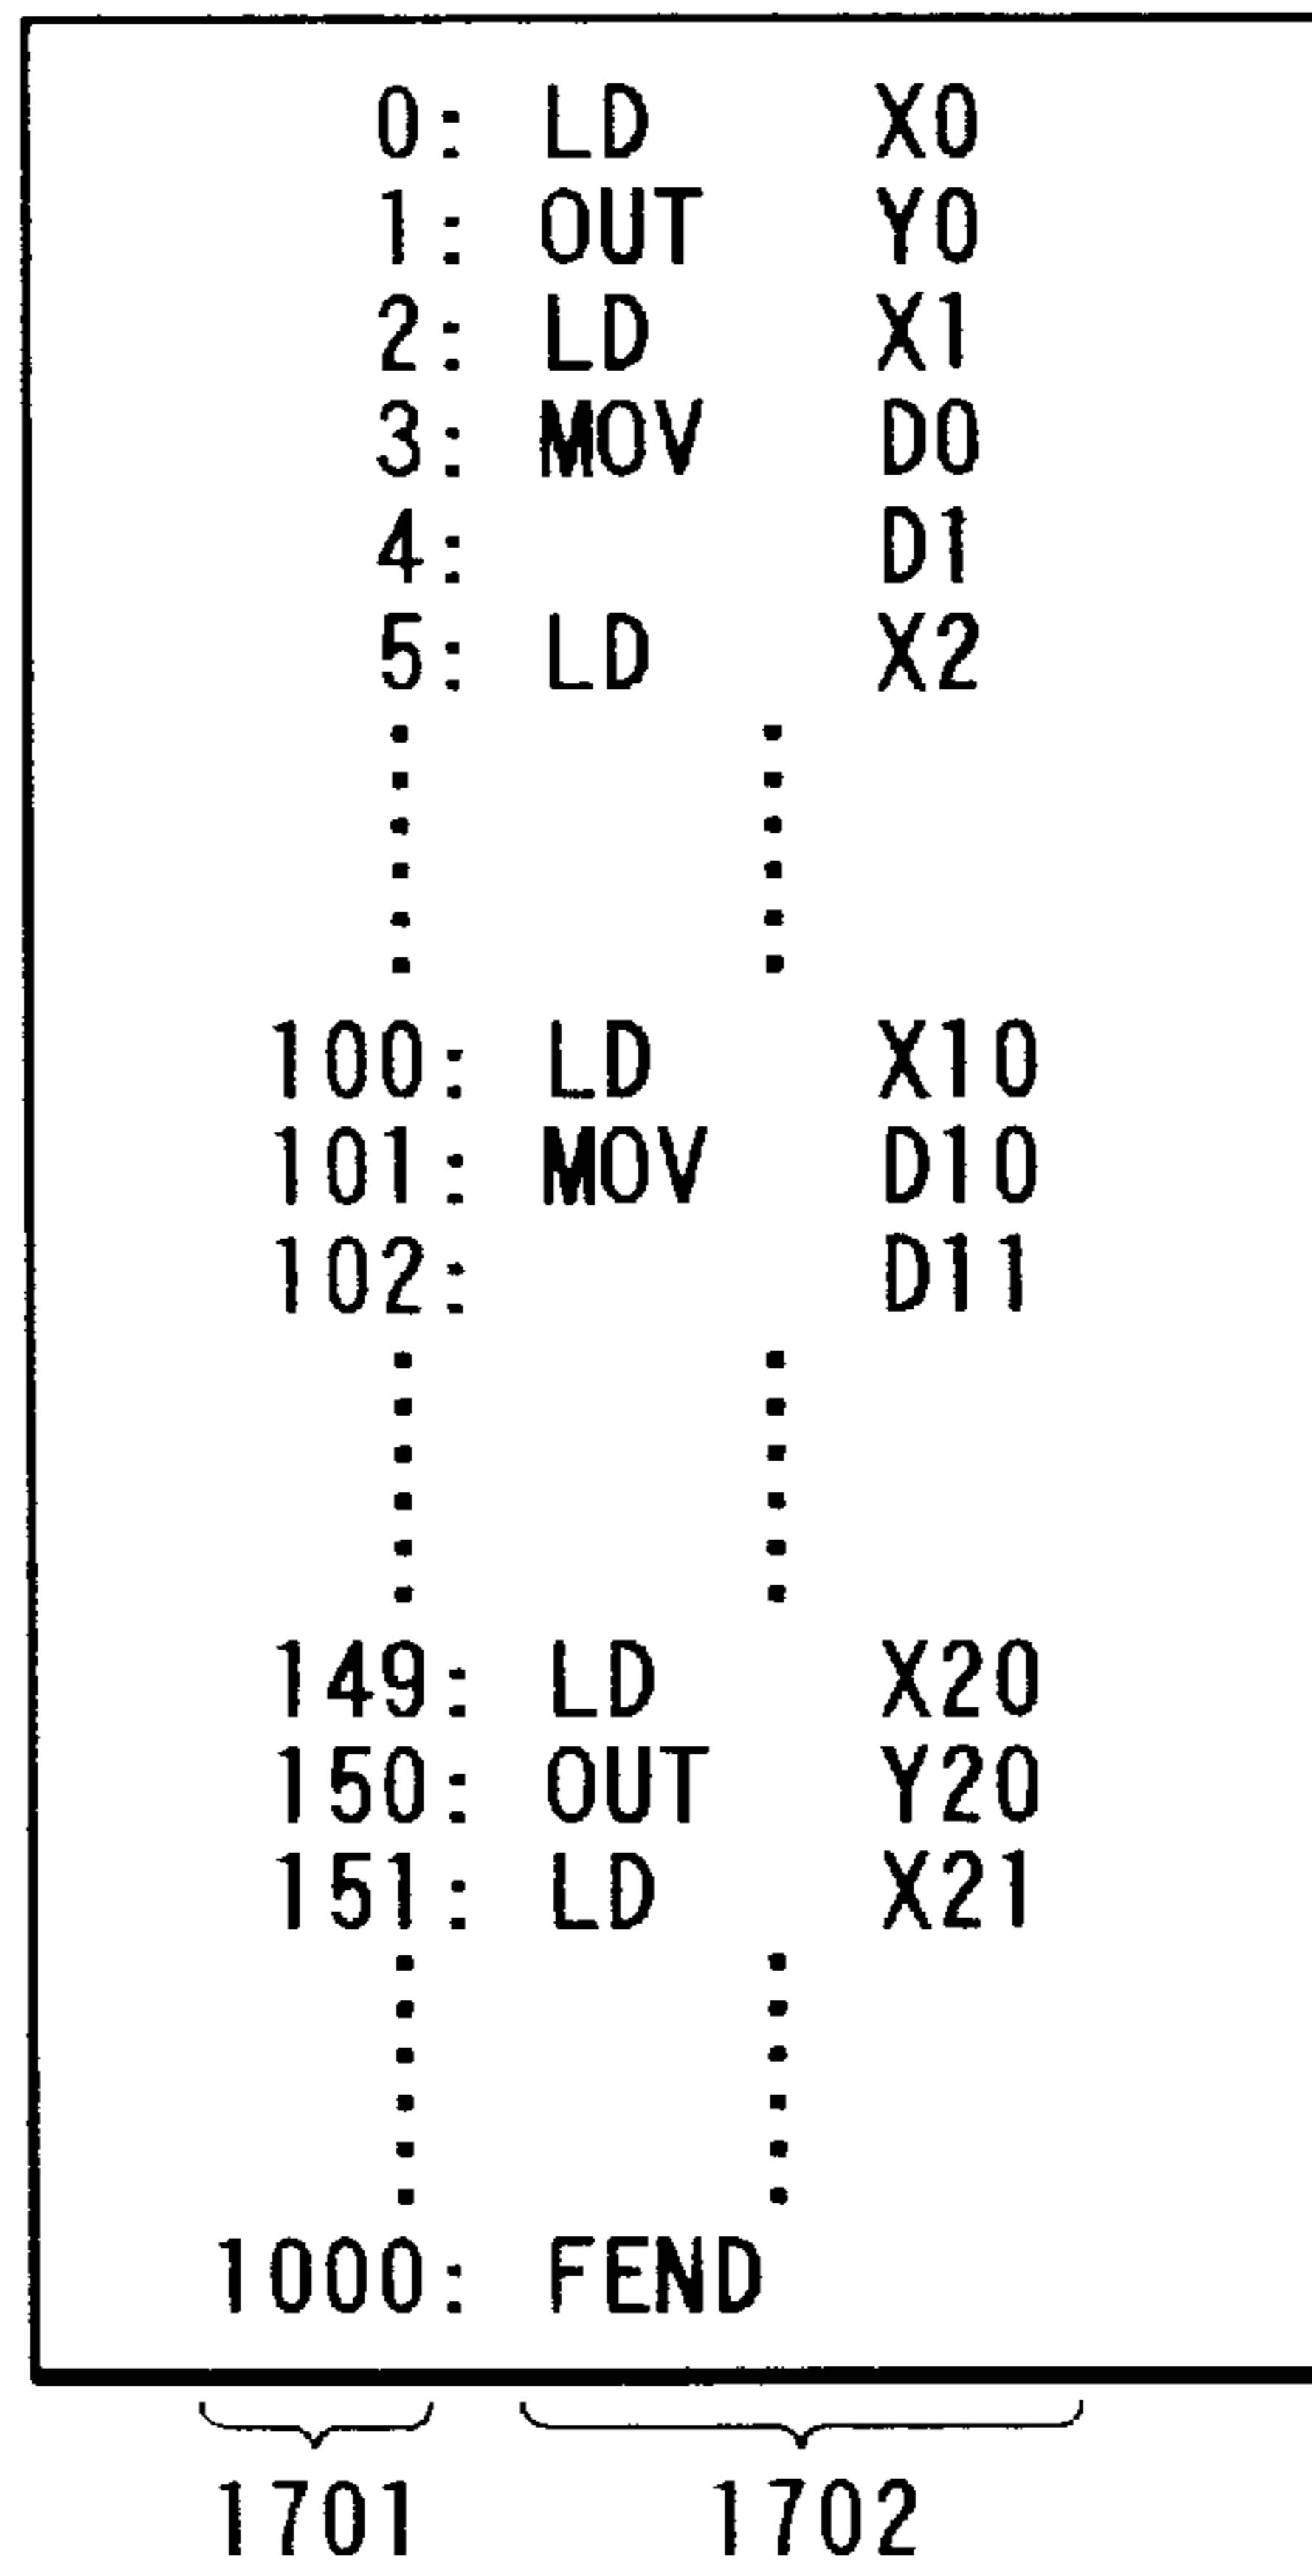 0: LD X0
1: OUT Y0
2: LD X1
3: MOV D0
4: D1
5: LD X2
100: LD X10
101: MOV D10
102: D11
149: LD X20
150: OUT Y20
151: LD X21
1000: FEND
1701 1702